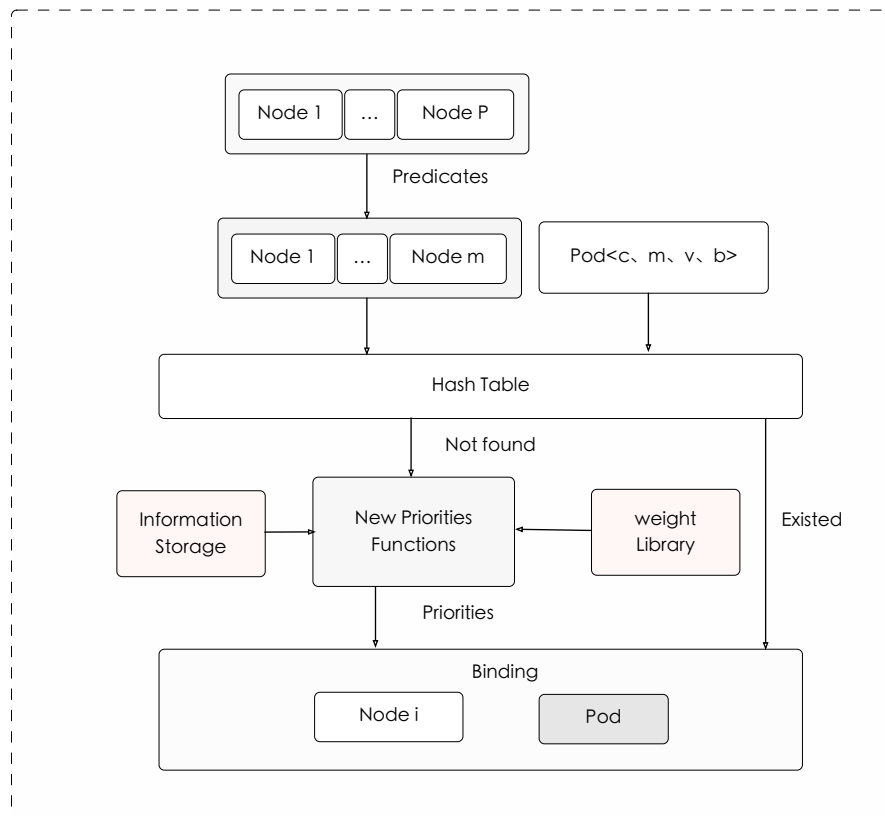 Node 1 ... Node P
Predicates
Node 1 ... Node m
Pod<c、m、v、b>
Hash Table
Not found
Information
Storage
New Priorities
Functions
weight
Library
Existed
Priorities
Binding
Node i
Pod